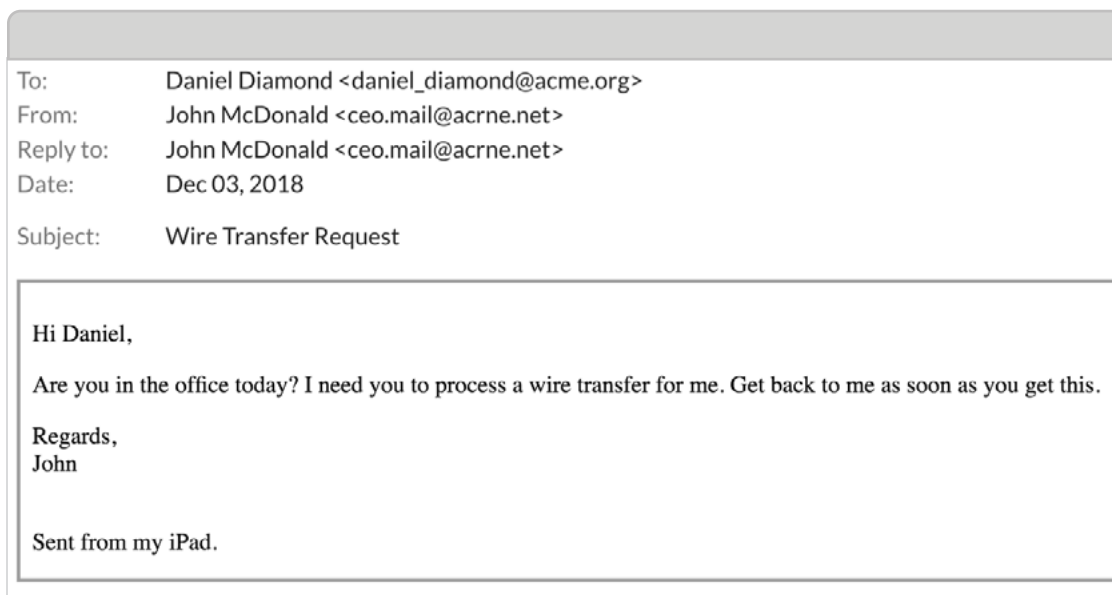 To: Daniel Diamond <daniel_diamond@acme.org>
From: John McDonald <ceo.mail@acrne.net>
Reply to: John McDonald <ceo.mail@acrne.net>
Date: Dec 03, 2018
Subject: Wire Transfer Request
Hi Daniel,
Are you in the office today? I need you to process a wire transfer for me. Get back to me as soon as you get this.
Regards,
John
Sent from my iPad.